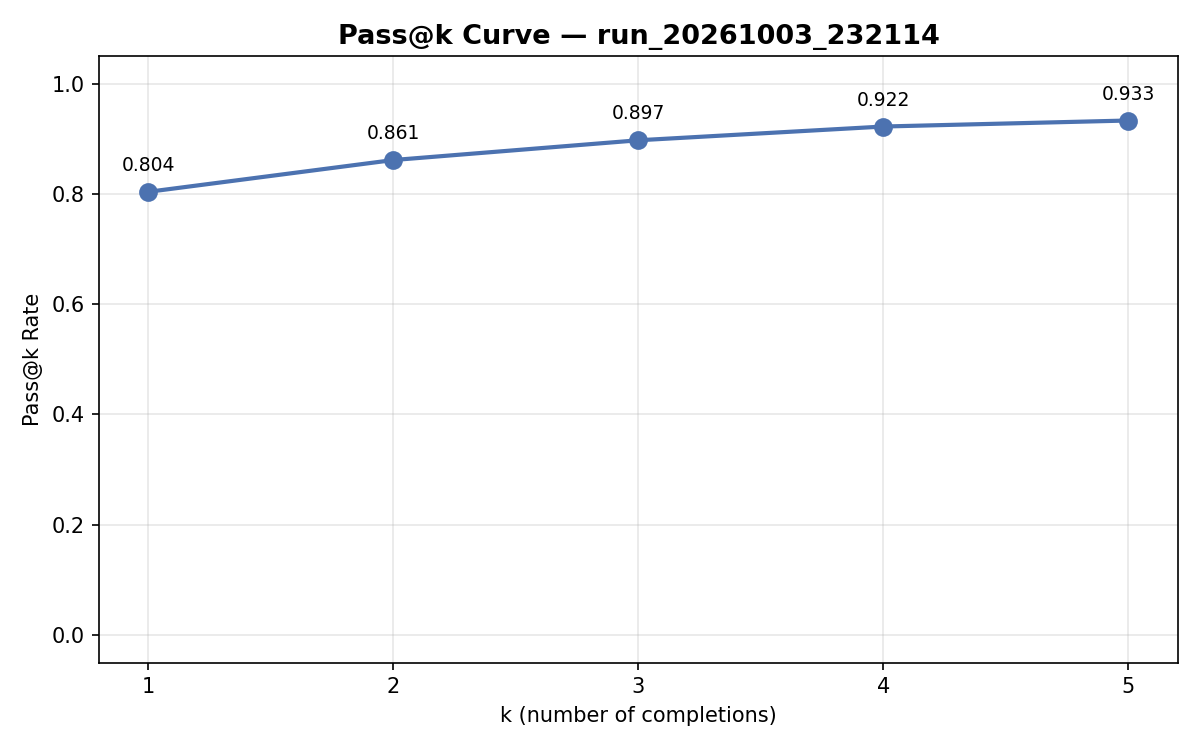 Pass@k Curve — run_20261003_232114
1.0
0.8
0.6
0.4
0.2
0.0
Pass@k Rate
0.804
0.861
0.897
0.922
0.933
1 2 3 4 5
k (number of completions)